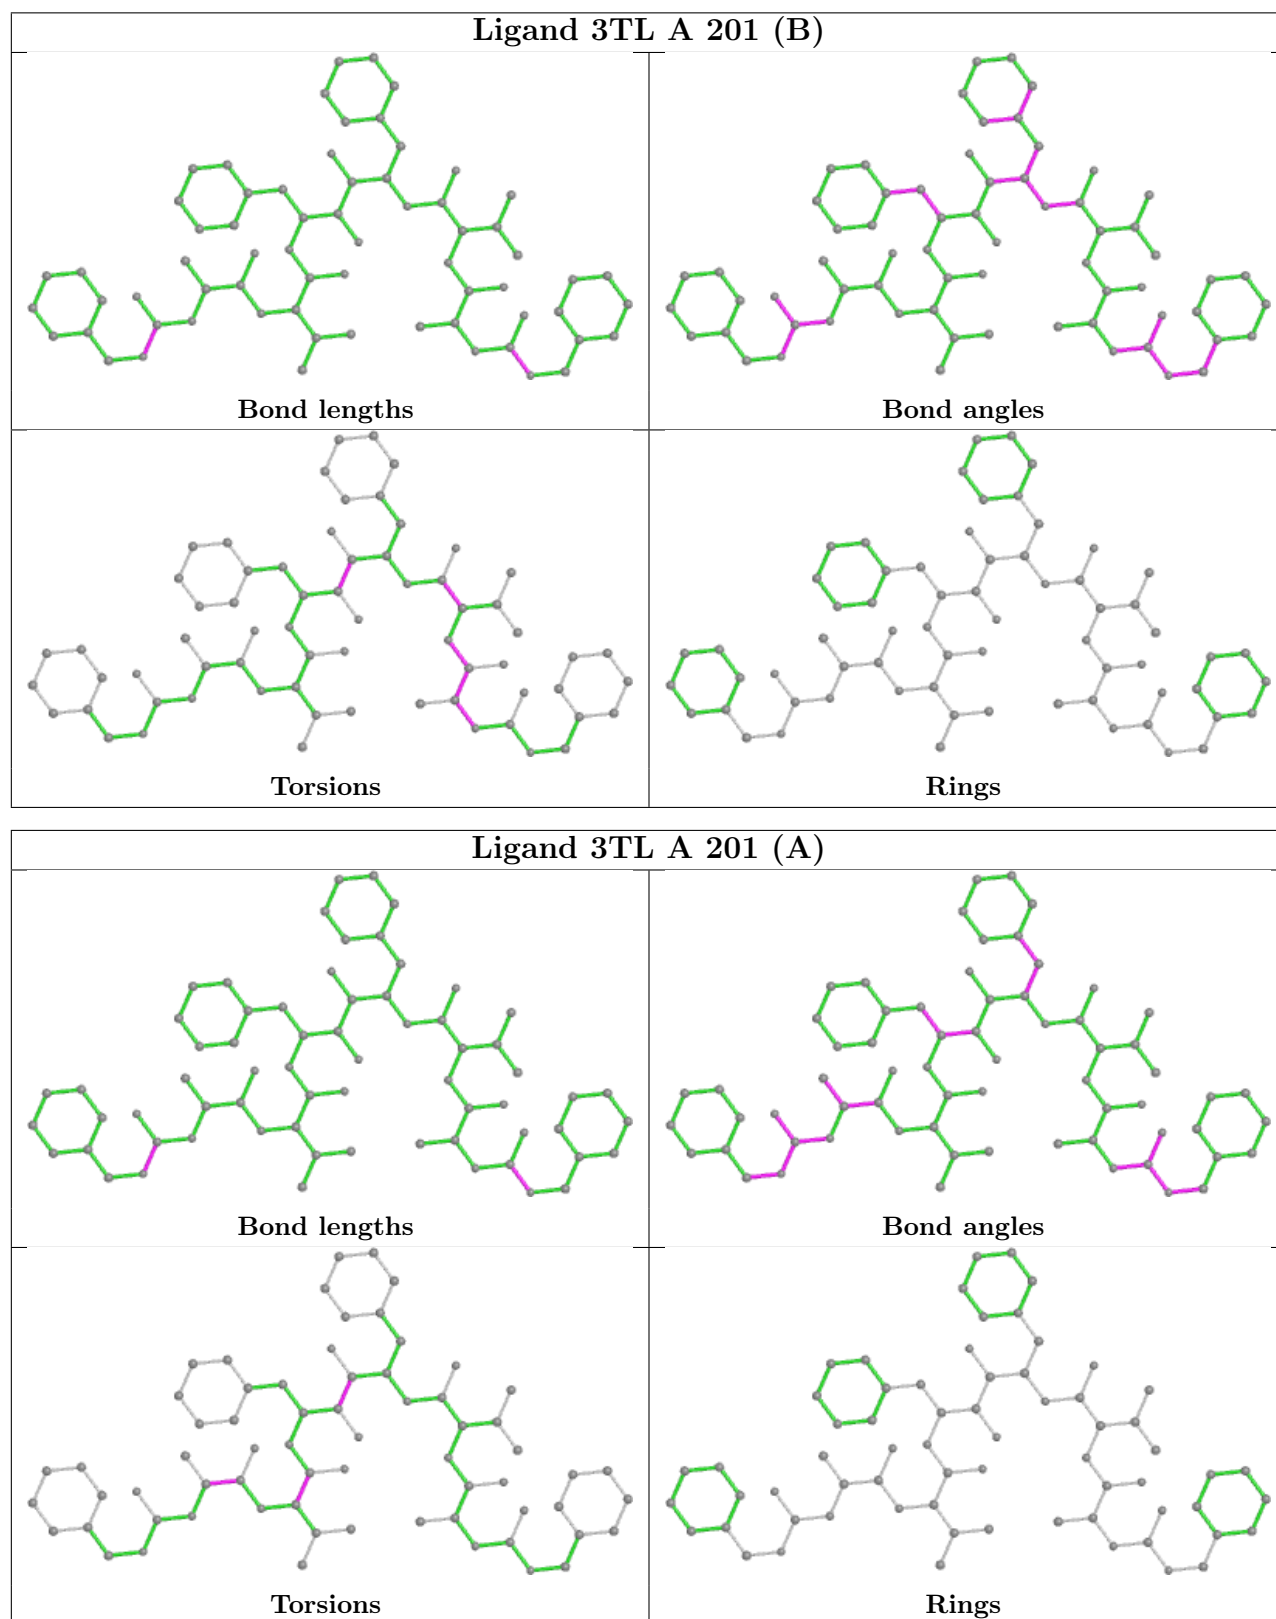 Ligand 3TL A 201 (B)
Bond lengths
Bond angles
Torsions
Rings
Ligand 3TL A 201 (A)
Bond lengths
Bond angles
Torsions
Rings